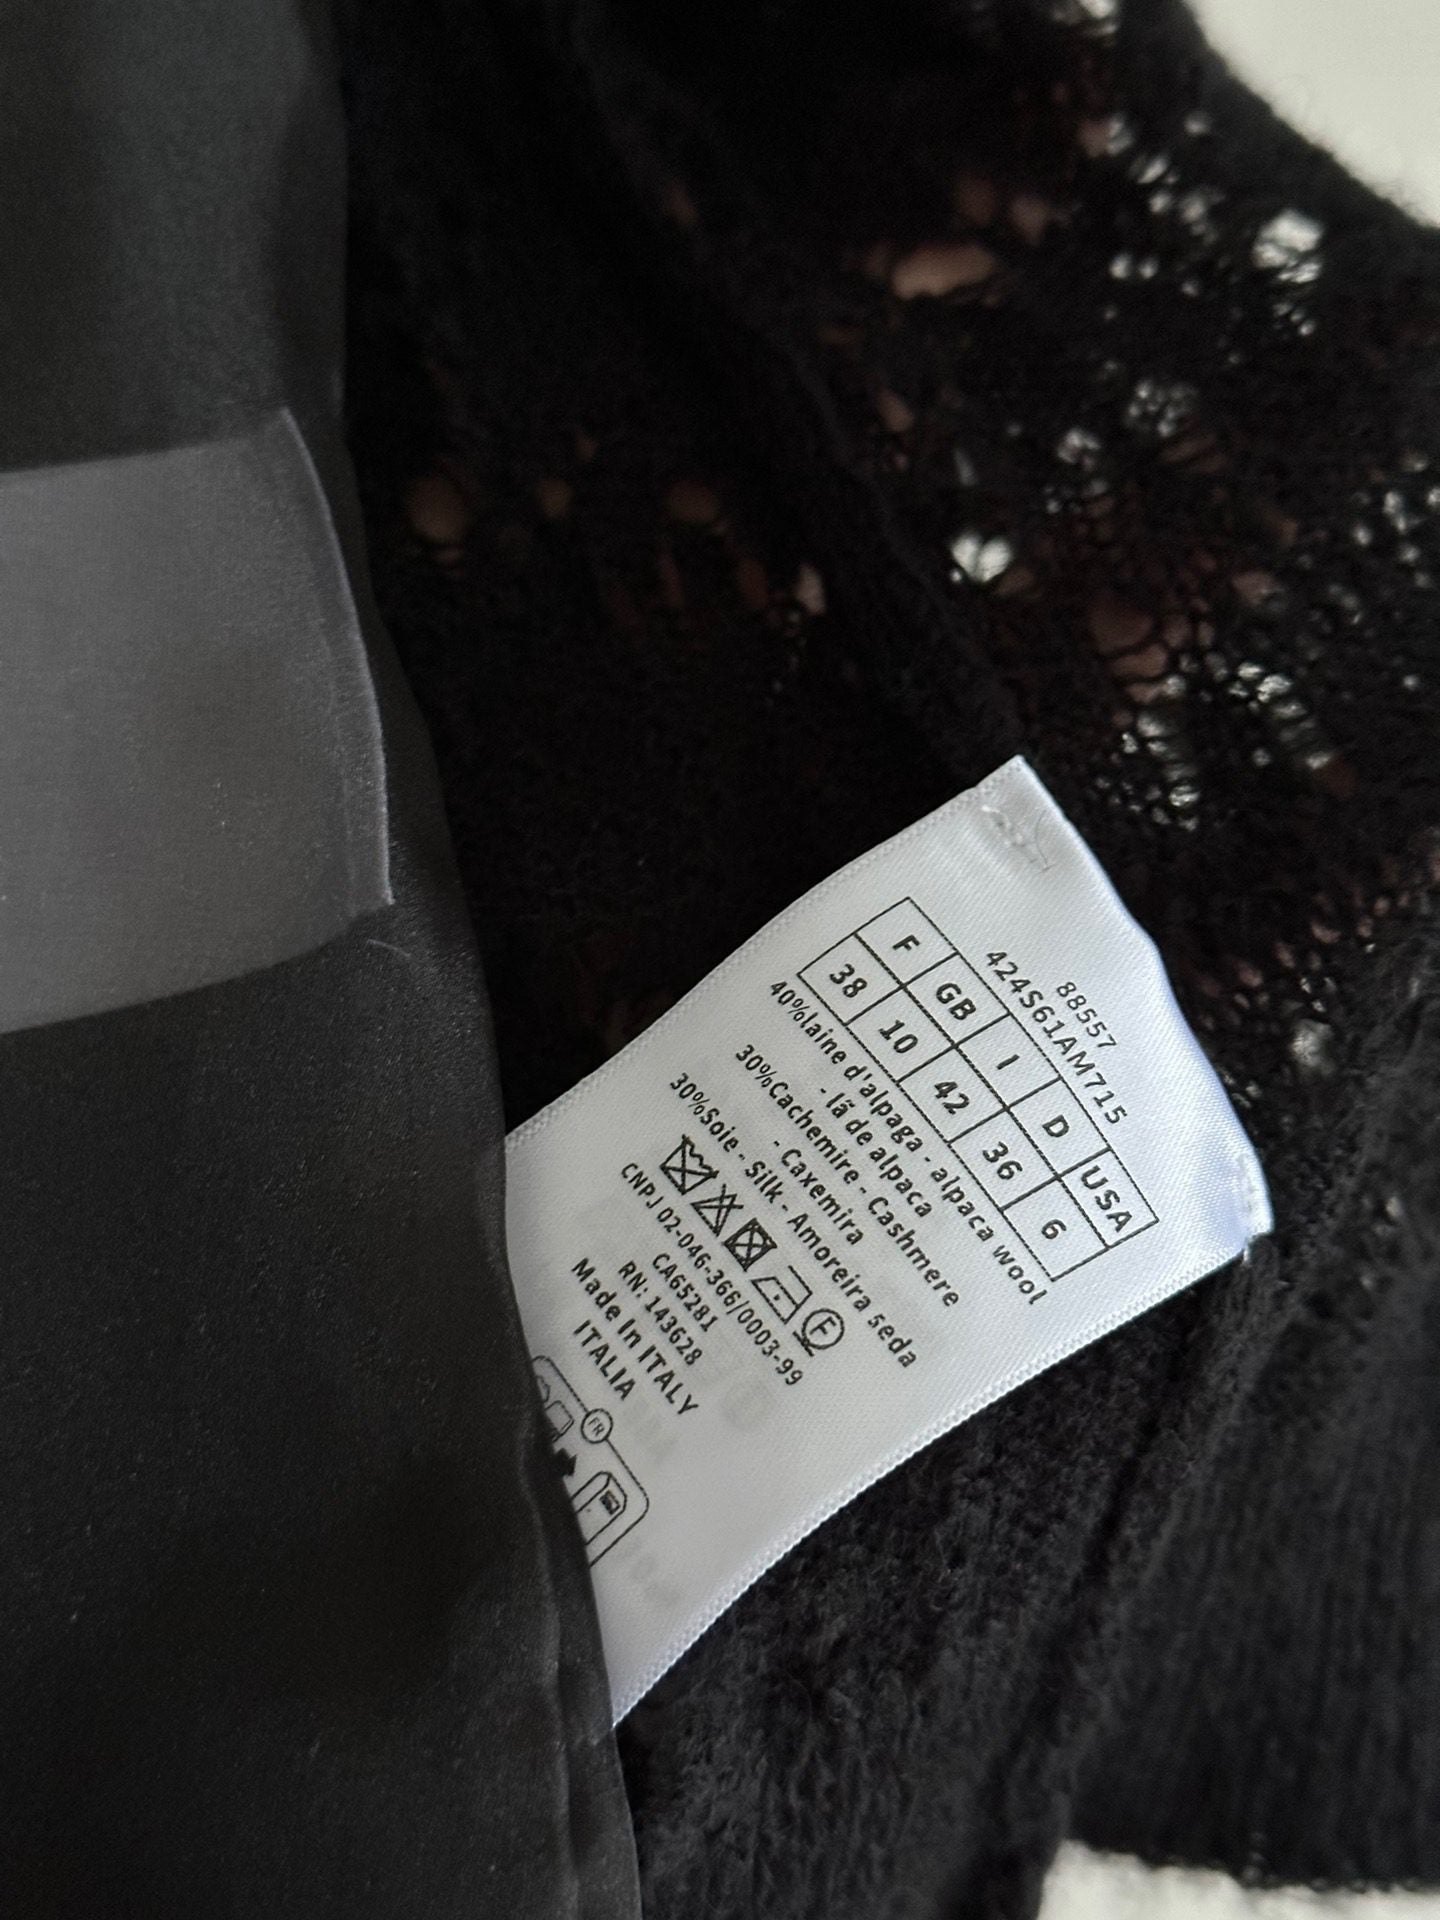 88557
424S61AM715
F GB I D USA
38 10 42 36 6
40%laine d'alpaga - alpaca wool
- lã de alpaca
30%Cachemire - Cashmere
- Caxemira
30%Soie - Silk - Amoreira seda
F
CNPJ 02-046-366/0003-99
CA65281
RN: 143628
Made In ITALY
ITALIA
FR